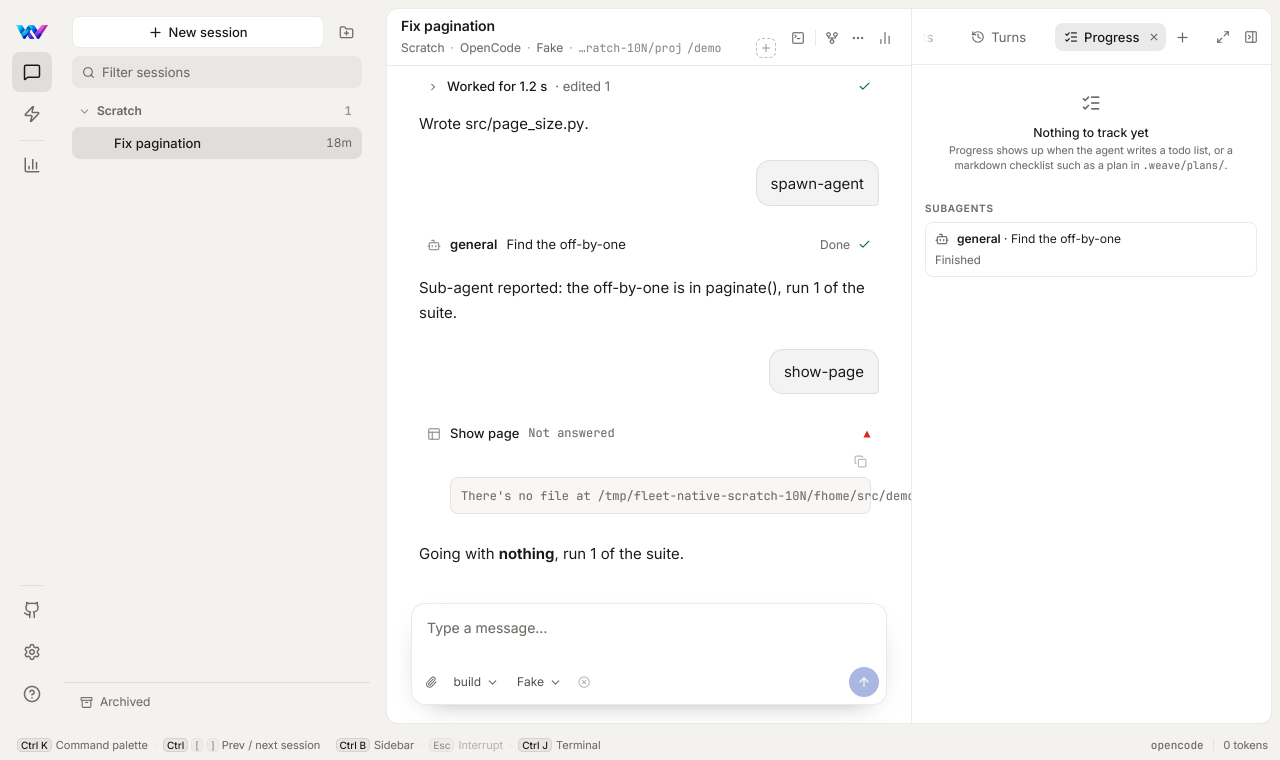 New session
Filter sessions
Scratch 1
Fix pagination 18m
Archived
Fix pagination
Scratch · OpenCode · Fake · …ratch-10N/proj /demo
Worked for 1.2 s · edited 1
Wrote src/page_size.py.
spawn-agent
general Find the off-by-one Done
Sub-agent reported: the off-by-one is in paginate(), run 1 of the
suite.
show-page
Show page Not answered
There's no file at /tmp/fleet-native-scratch-10N/fhome/src/demo
Going with nothing, run 1 of the suite.
Type a message...
build Fake
Turns Progress
Nothing to track yet
Progress shows up when the agent writes a todo list, or a
markdown checklist such as a plan in .weave/plans/.
SUBAGENTS
general · Find the off-by-one
Finished
Ctrl K Command palette Ctrl [ ] Prev / next session Ctrl B Sidebar Esc Interrupt Ctrl J Terminal
opencode 0 tokens